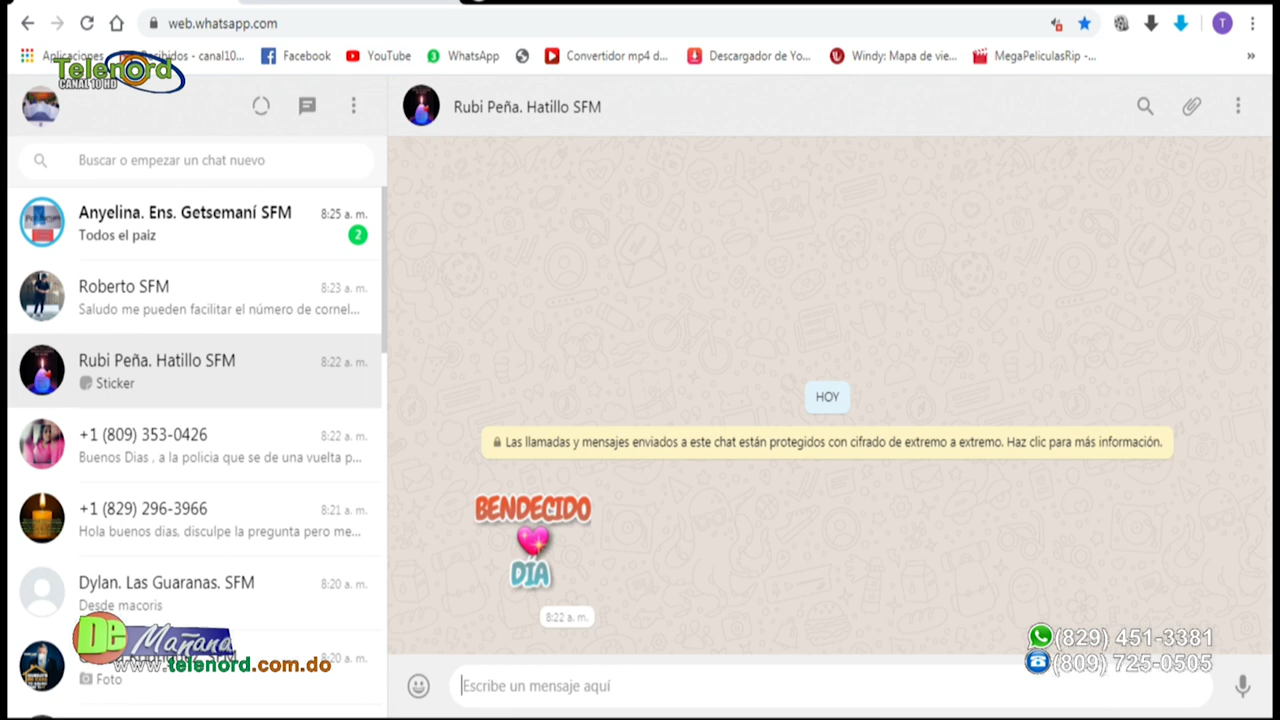 web.whatsapp.com
T
Aplicaciones
Recibidos - canal10...
Facebook
YouTube
WhatsApp
Convertidor mp4 d...
Descargador de Yo...
Windy: Mapa de vie...
MegaPeliculasRip -...
»
Telenord
CANAL 10 HD
Rubi Peña. Hatillo SFM
Buscar o empezar un chat nuevo
Anyelina. Ens. Getsemaní SFM
8:25 a. m.
Todos el paiz
2
Roberto SFM
8:23 a. m.
Saludo me pueden facilitar el número de cornel...
Rubi Peña. Hatillo SFM
8:22 a. m.
Sticker
+1 (809) 353-0426
8:22 a. m.
Buenos Dias , a la policia que se de una vuelta p...
+1 (829) 296-3966
8:21 a. m.
Hola buenos dias, disculpe la pregunta pero me...
Dylan. Las Guaranas. SFM
8:20 a. m.
Desde macoris
8:20 a. m.
Foto
De Mañana
www.telenord.com.do
HOY
Las llamadas y mensajes enviados a este chat están protegidos con cifrado de extremo a extremo. Haz clic para más información.
BENDECIDO
DÍA
8:22 a. m.
(829) 451-3381
(809) 725-0505
Escribe un mensaje aquí